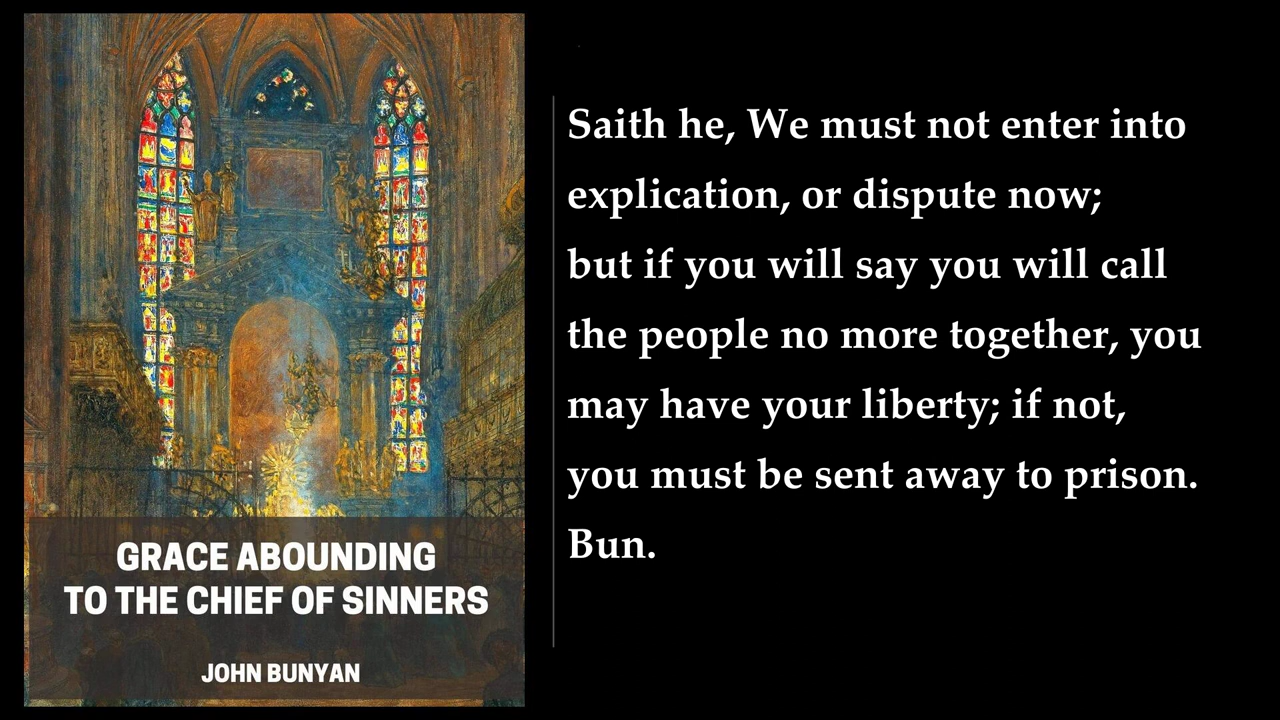 GRACE ABOUNDING
TO THE CHIEF OF SINNERS
JOHN BUNYAN
Saith he, We must not enter into
explication, or dispute now;
but if you will say you will call
the people no more together, you
may have your liberty; if not,
you must be sent away to prison.
Bun.